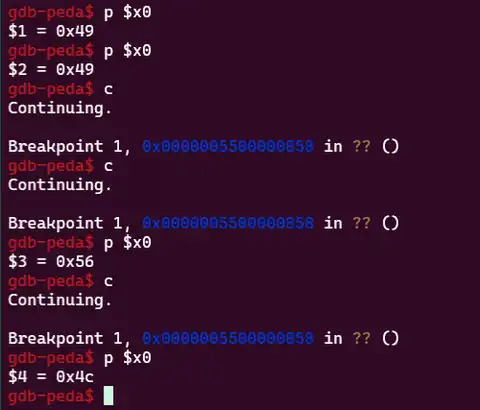 gdb-peda$ p $x0
$1 = 0x49
gdb-peda$ p $x0
$2 = 0x49
gdb-peda$ c
Continuing.
Breakpoint 1, 0x0000005500000858 in ?? ()
gdb-peda$ c
Continuing.
Breakpoint 1, 0x0000005500000858 in ?? ()
gdb-peda$ p $x0
$3 = 0x56
gdb-peda$ c
Continuing.
Breakpoint 1, 0x0000005500000858 in ?? ()
gdb-peda$ p $x0
$4 = 0x4c
gdb-peda$